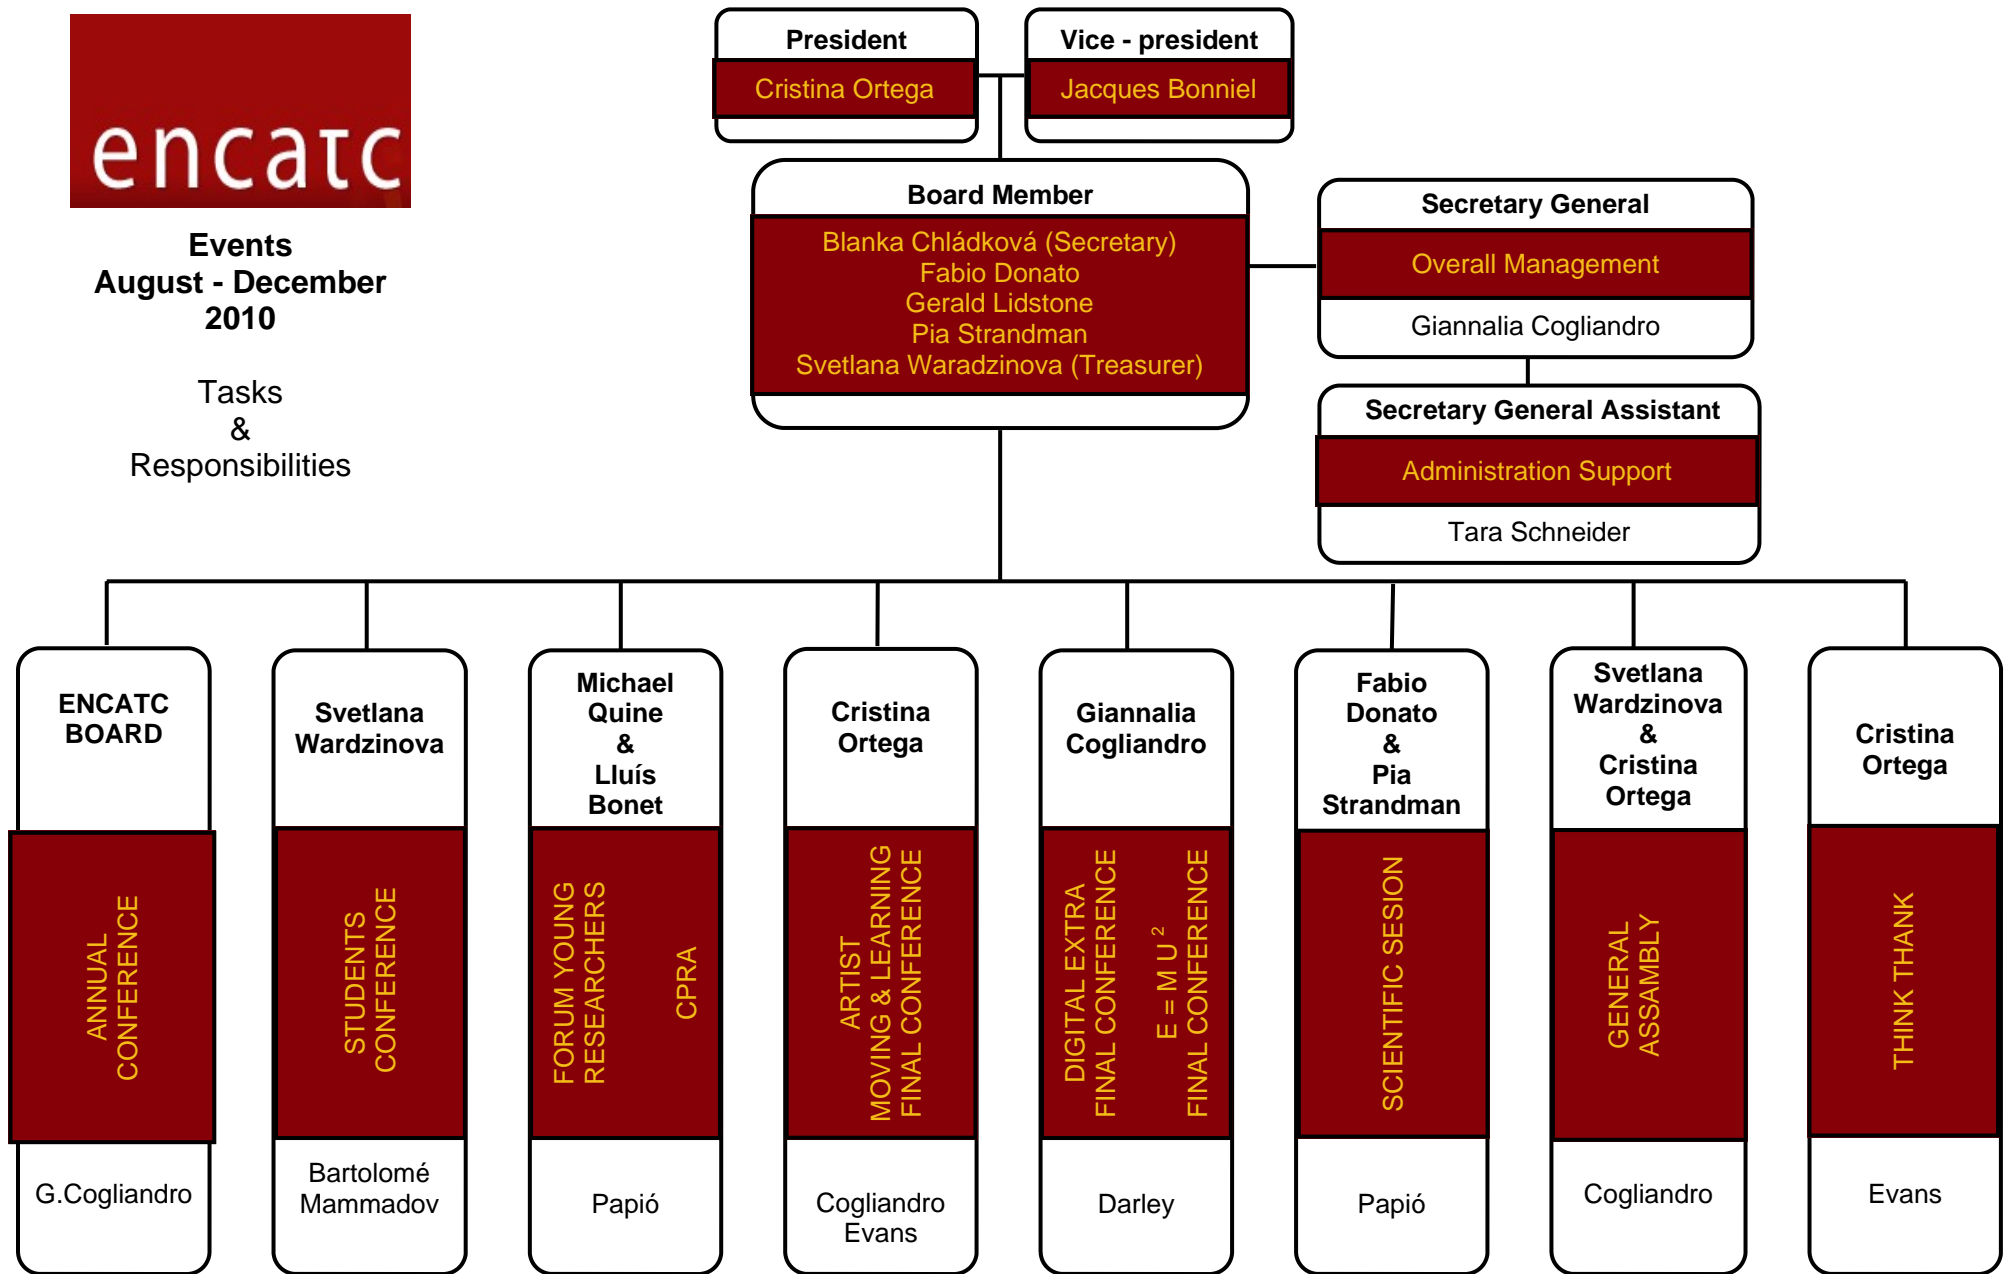 encatc
Events
August - December
2010
Tasks
&
Responsibilities
President
Cristina Ortega
Vice - president
Jacques Bonniel
Board Member
Blanka Chládková (Secretary)
Fabio Donato
Gerald Lidstone
Pia Strandman
Svetlana Waradzinova (Treasurer)
Secretary General
Overall Management
Giannalia Cogliandro
Secretary General Assistant
Administration Support
Tara Schneider
ENCATC
BOARD
ANNUAL
CONFERENCE
G.Cogliandro
Svetlana
Wardzinova
STUDENTS
CONFERENCE
Bartolomé
Mammadov
Michael
Quine
&
Lluís
Bonet
FORUM YOUNG
RESEARCHERS
CPRA
Papió
Cristina
Ortega
ARTIST
MOVING & LEARNING
FINAL CONFERENCE
Cogliandro
Evans
Giannalia
Cogliandro
DIGITAL EXTRA
FINAL CONFERENCE
E = M U ²
FINAL CONFERENCE
Darley
Fabio
Donato
&
Pia
Strandman
SCIENTIFIC SESION
Papió
Svetlana
Wardzinova
&
Cristina
Ortega
GENERAL
ASSAMBLY
Cogliandro
Cristina
Ortega
THINK THANK
Evans